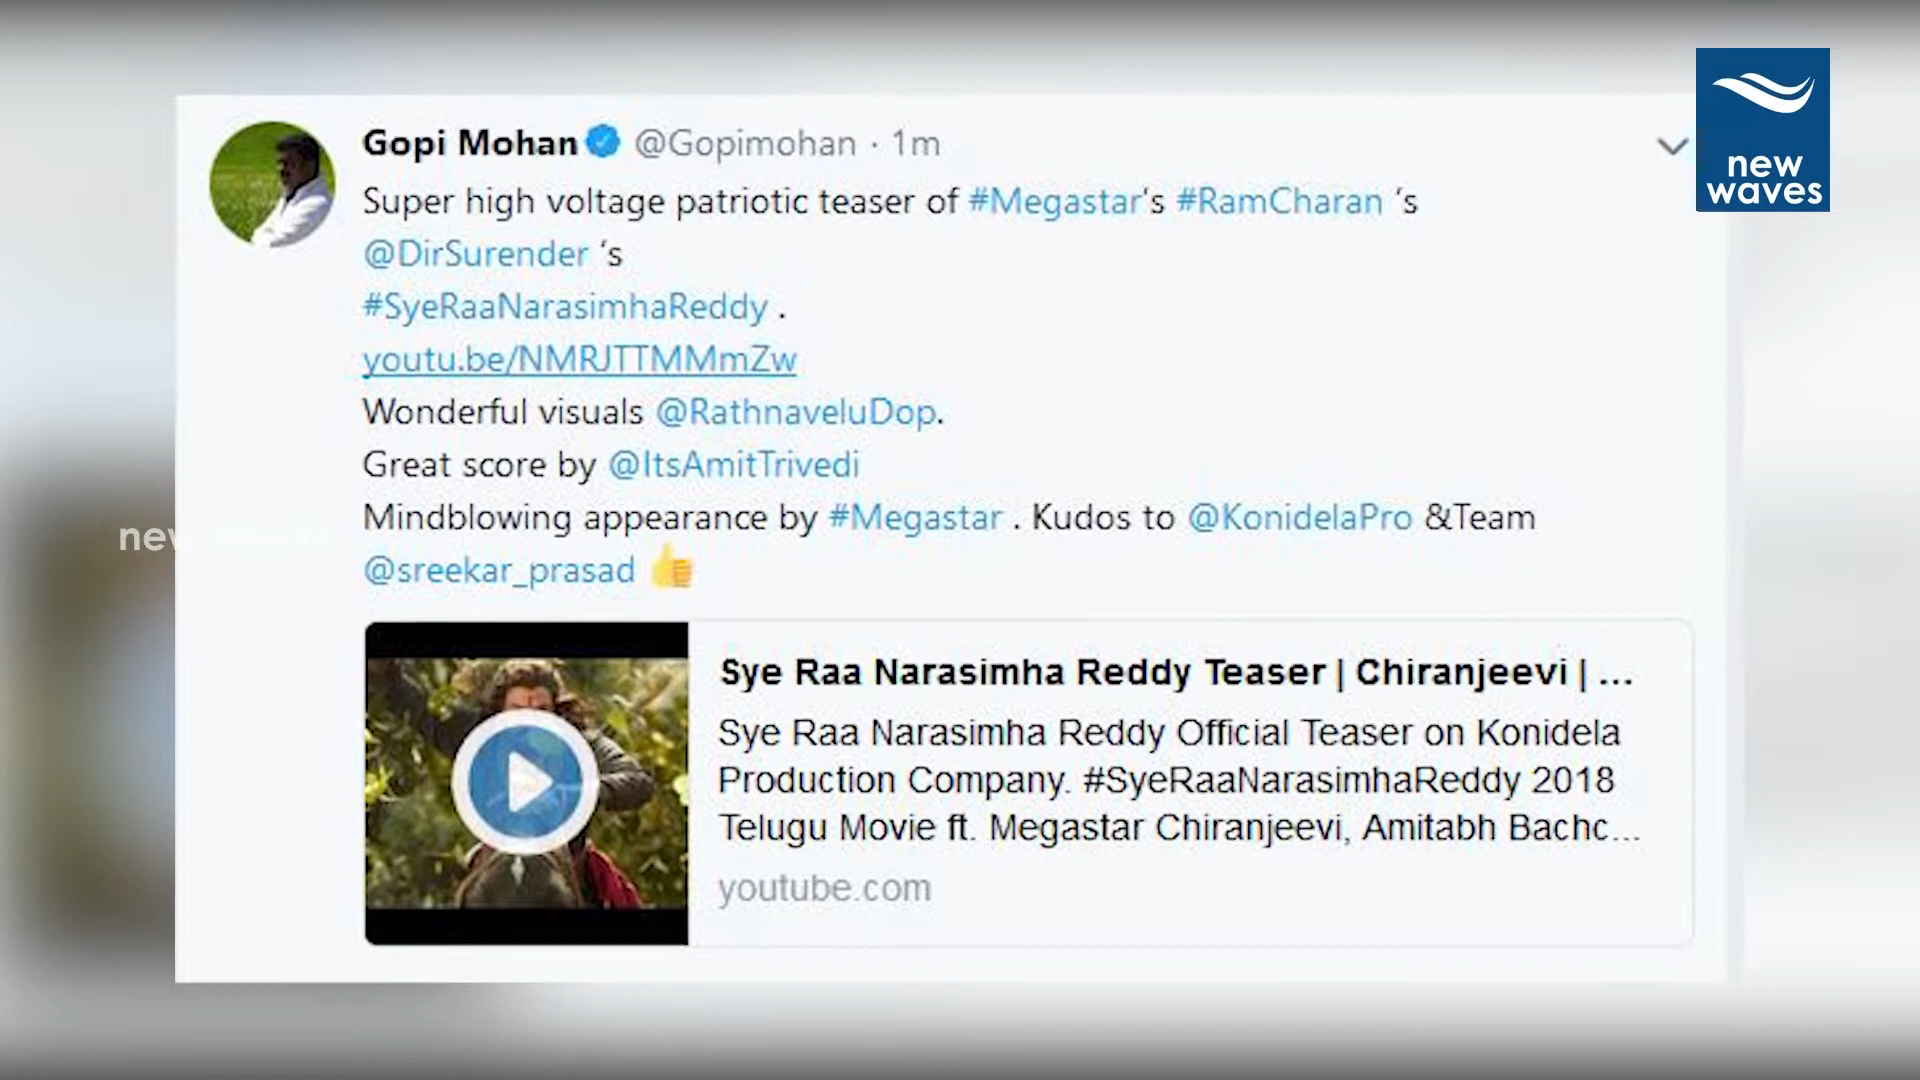 Gopi Mohan @Gopimohan · 1m
Super high voltage patriotic teaser of #Megastar's #RamCharan 's
@DirSurender 's
#SyeRaaNarasimhaReddy .
youtu.be/NMRJTTMMmZw
Wonderful visuals @RathnaveluDop.
Great score by @ItsAmitTrivedi
Mindblowing appearance by #Megastar . Kudos to @KonidelaPro &Team
@sreekar_prasad 👍
Sye Raa Narasimha Reddy Teaser | Chiranjeevi | ...
Sye Raa Narasimha Reddy Official Teaser on Konidela
Production Company. #SyeRaaNarasimhaReddy 2018
Telugu Movie ft. Megastar Chiranjeevi, Amitabh Bachc...
youtube.com
new
waves